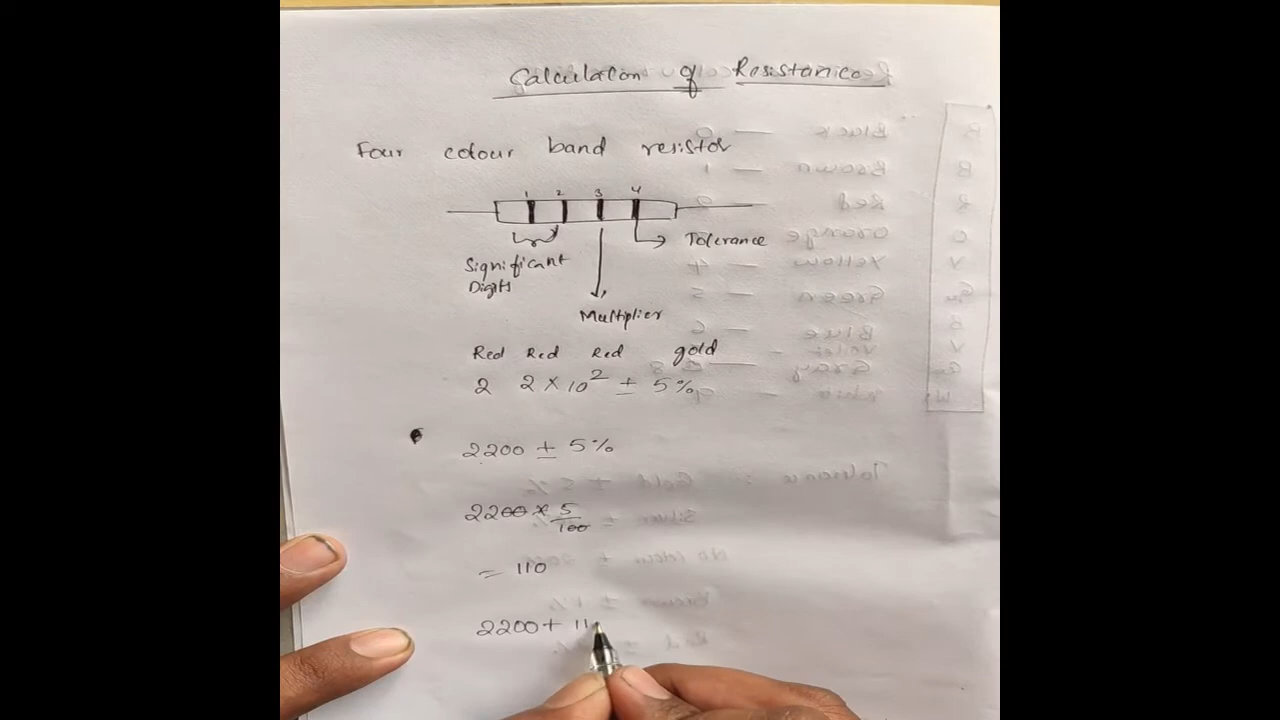 Calculation of Resistance
Four colour band resistor
1 2 3 4
Tolerance
Significant
Digits
Multiplier
Red Red Red gold
2 2 × 10² ± 5%
2200 ± 5%
2200 × 5/100
= 110
2200 + 11